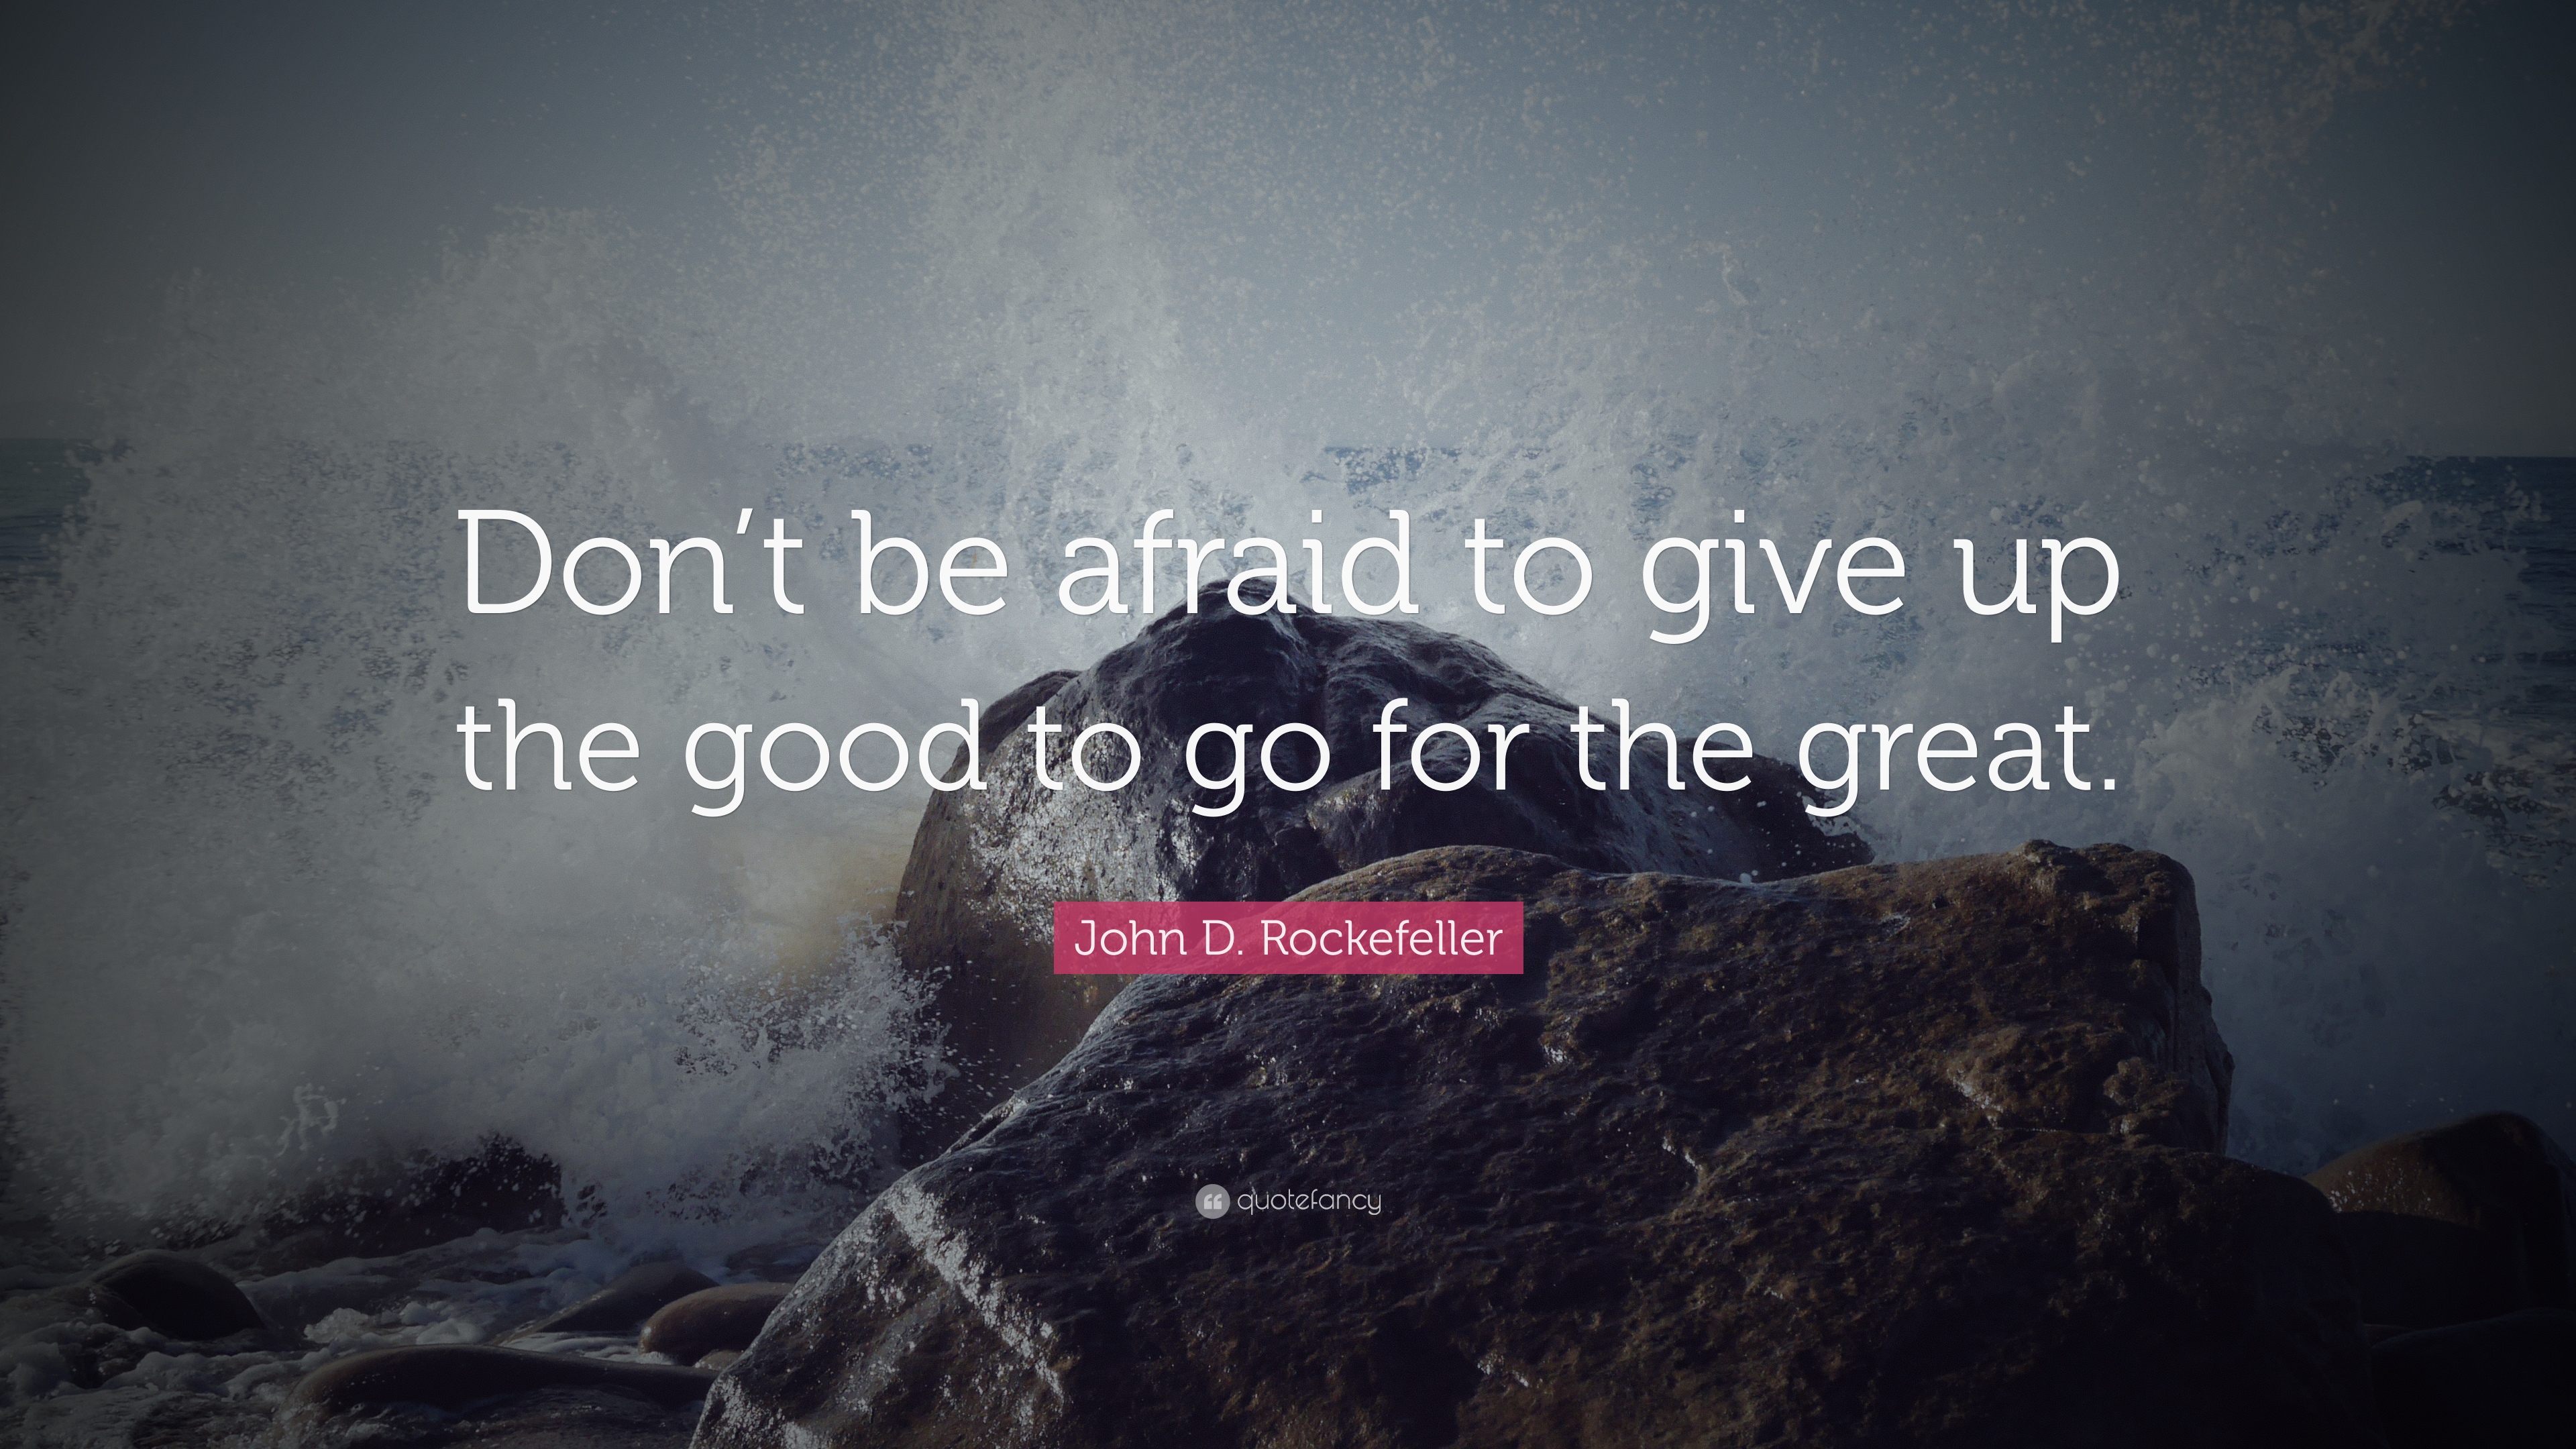 Don’t be afraid to give up
the good to go for the great.
John D. Rockefeller
quotefancy